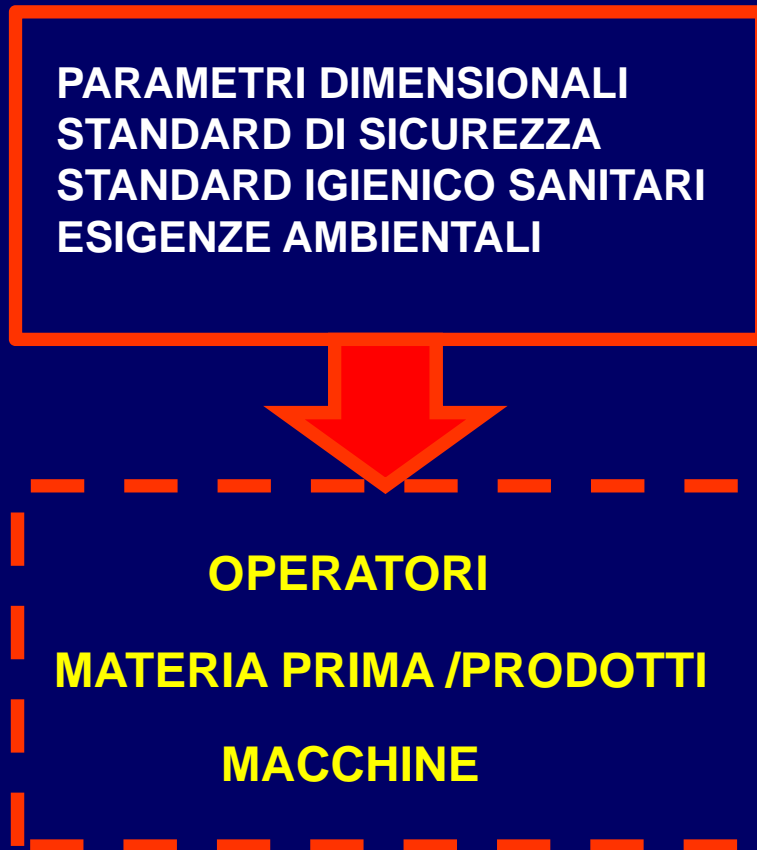 PARAMETRI DIMENSIONALI
STANDARD DI SICUREZZA
STANDARD IGIENICO SANITARI
ESIGENZE AMBIENTALI
OPERATORI
MATERIA PRIMA /PRODOTTI
MACCHINE